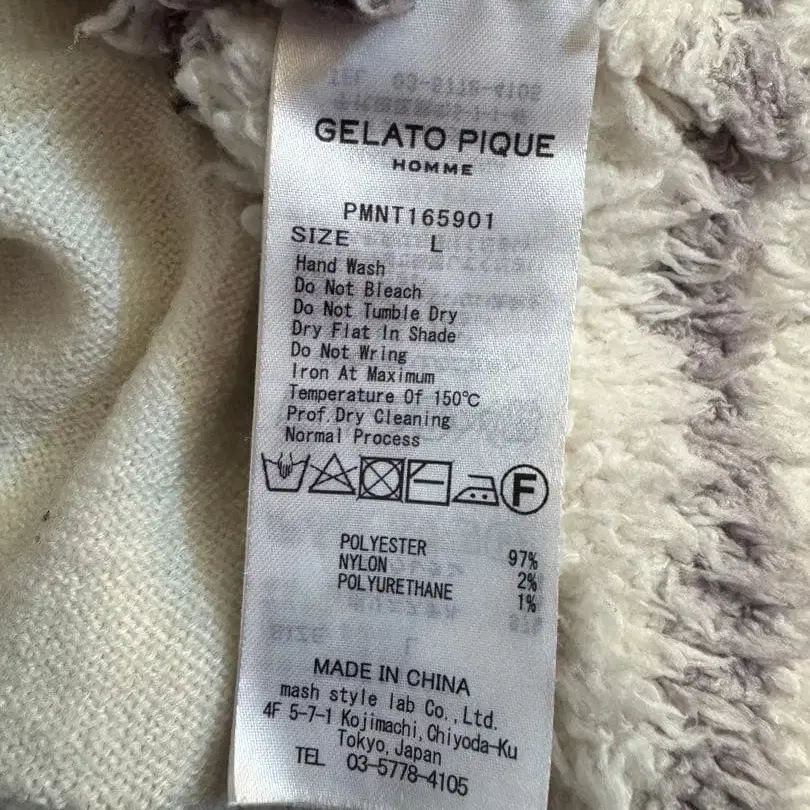 GELATO PIQUE
HOMME
PMNT165901
SIZE L
Hand Wash
Do Not Bleach
Do Not Tumble Dry
Dry Flat In Shade
Do Not Wring
Iron At Maximum
Temperature Of 150℃
Prof.Dry Cleaning
Normal Process
F
POLYESTER 97%
NYLON 2%
POLYURETHANE 1%
MADE IN CHINA
mash style lab Co.,Ltd.
4F 5-7-1 Kojimachi,Chiyoda-Ku
Tokyo,Japan
TEL 03-5778-4105